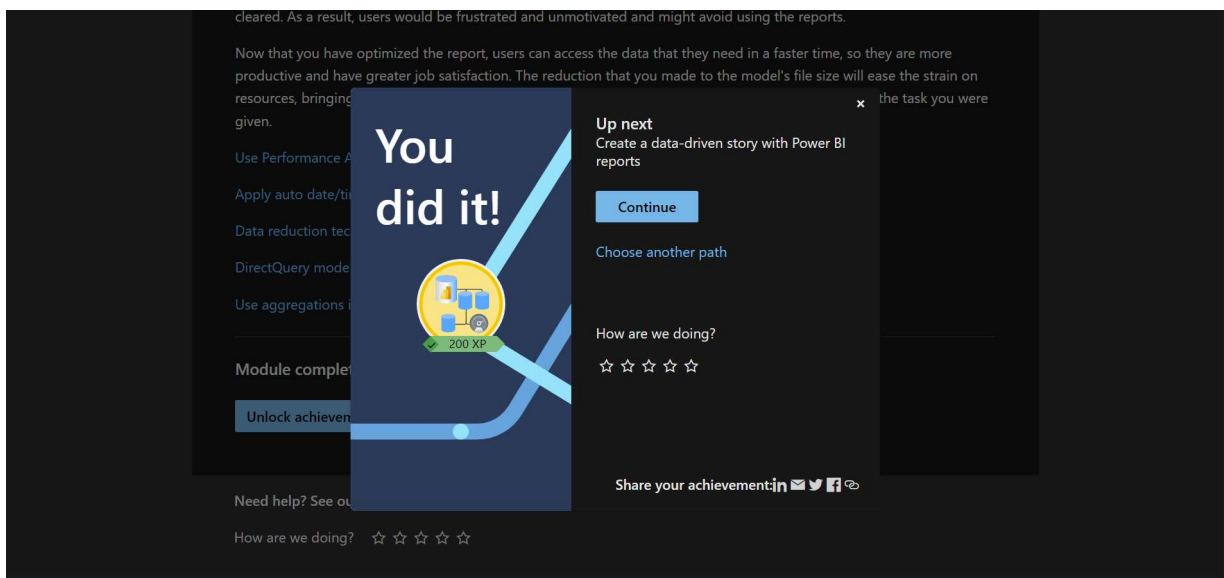 cleared. As a result, users would be frustrated and unmotivated and might avoid using the reports.
Now that you have optimized the report, users can access the data that they need in a faster time, so they are more
productive and have greater job satisfaction. The reduction that you made to the model's file size will ease the strain on
resources, bringing
the task you were
given.
Use Performance A
Apply auto date/ti
Data reduction tec
DirectQuery mode
Use aggregations i
Module complet
Unlock achievem
Need help? See ou
How are we doing?
You
did it!
200 XP
Up next
Create a data-driven story with Power BI
reports
Continue
Choose another path
How are we doing?
Share your achievement: